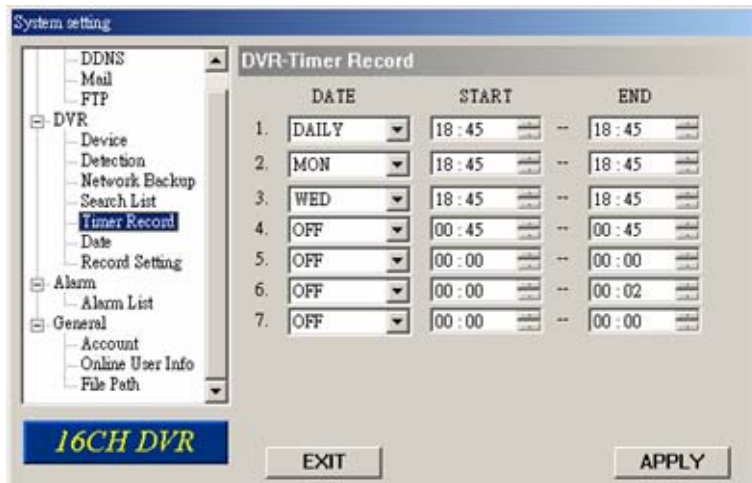 System setting
DDNS
Mail
FTP
DVR
Device
Detection
Network Backup
Search List
Timer Record
Date
Record Setting
Alarm
Alarm List
General
Account
Online User Info
File Path
16CH DVR
DVR-Timer Record
DATE START END
1. DAILY 18 : 45 -- 18 : 45
2. MON 18 : 45 -- 18 : 45
3. WED 18 : 45 -- 18 : 45
4. OFF 00 : 45 -- 00 : 45
5. OFF 00 : 00 -- 00 : 00
6. OFF 00 : 00 -- 00 : 02
7. OFF 00 : 00 -- 00 : 00
EXIT APPLY